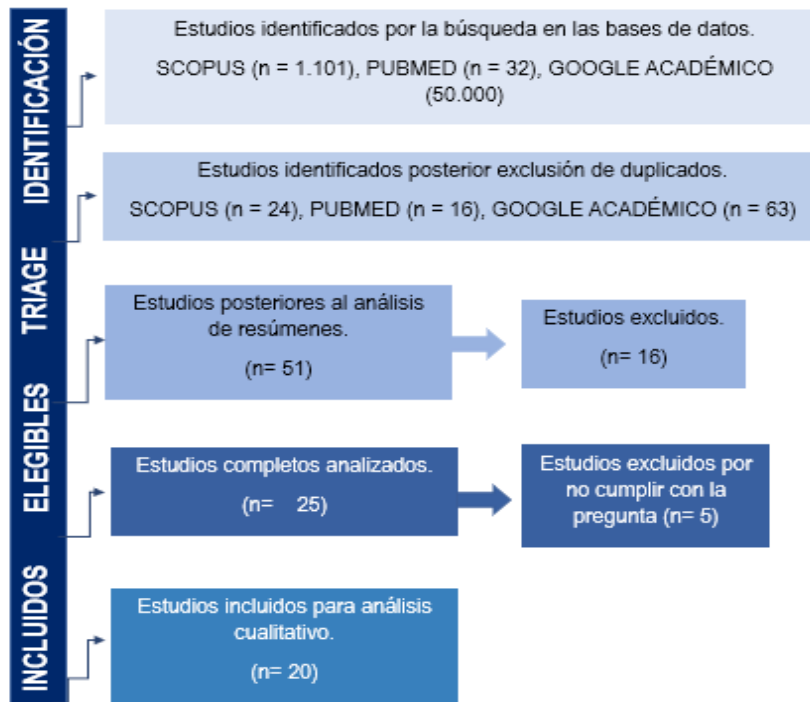 IDENTIFICACIÓN
Estudios identificados por la búsqueda en las bases de datos.
SCOPUS (n = 1.101), PUBMED (n = 32), GOOGLE ACADÉMICO
(50.000)
Estudios identificados posterior exclusión de duplicados.
SCOPUS (n = 24), PUBMED (n = 16), GOOGLE ACADÉMICO (n = 63)
TRIAGE
Estudios posteriores al análisis
de resúmenes.
(n= 51)
Estudios excluidos.
(n= 16)
ELEGIBLES
Estudios completos analizados.
(n= 25)
Estudios excluidos por
no cumplir con la
pregunta (n= 5)
INCLUIDOS
Estudios incluidos para análisis
cualitativo.
(n= 20)